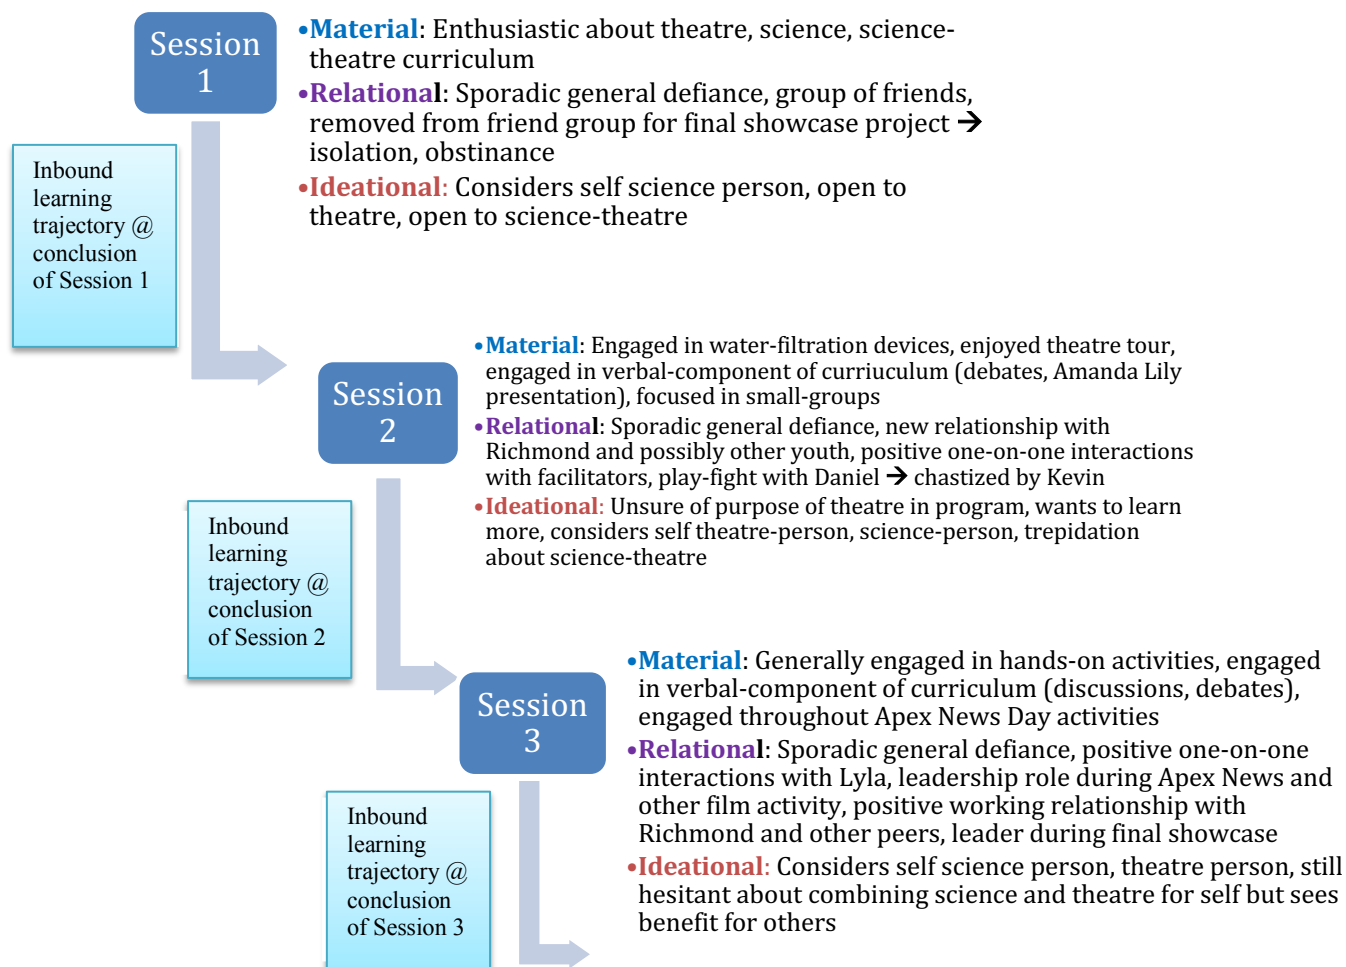 Session
1
•Material: Enthusiastic about theatre, science, science-
theatre curriculum
•Relational: Sporadic general defiance, group of friends,
removed from friend group for final showcase project ➔
isolation, obstinance
•Ideational: Considers self science person, open to
theatre, open to science-theatre
Inbound
learning
trajectory @
conclusion
of Session 1
Session
2
•Material: Engaged in water-filtration devices, enjoyed theatre tour,
engaged in verbal-component of curriuculum (debates, Amanda Lily
presentation), focused in small-groups
•Relational: Sporadic general defiance, new relationship with
Richmond and possibly other youth, positive one-on-one interactions
with facilitators, play-fight with Daniel ➔ chastized by Kevin
•Ideational: Unsure of purpose of theatre in program, wants to learn
more, considers self theatre-person, science-person, trepidation
about science-theatre
Inbound
learning
trajectory @
conclusion
of Session 2
Session
3
•Material: Generally engaged in hands-on activities, engaged
in verbal-component of curriculum (discussions, debates),
engaged throughout Apex News Day activities
•Relational: Sporadic general defiance, positive one-on-one
interactions with Lyla, leadership role during Apex News and
other film activity, positive working relationship with
Richmond and other peers, leader during final showcase
•Ideational: Considers self science person, theatre person, still
hesitant about combining science and theatre for self but sees
benefit for others
Inbound
learning
trajectory @
conclusion
of Session 3